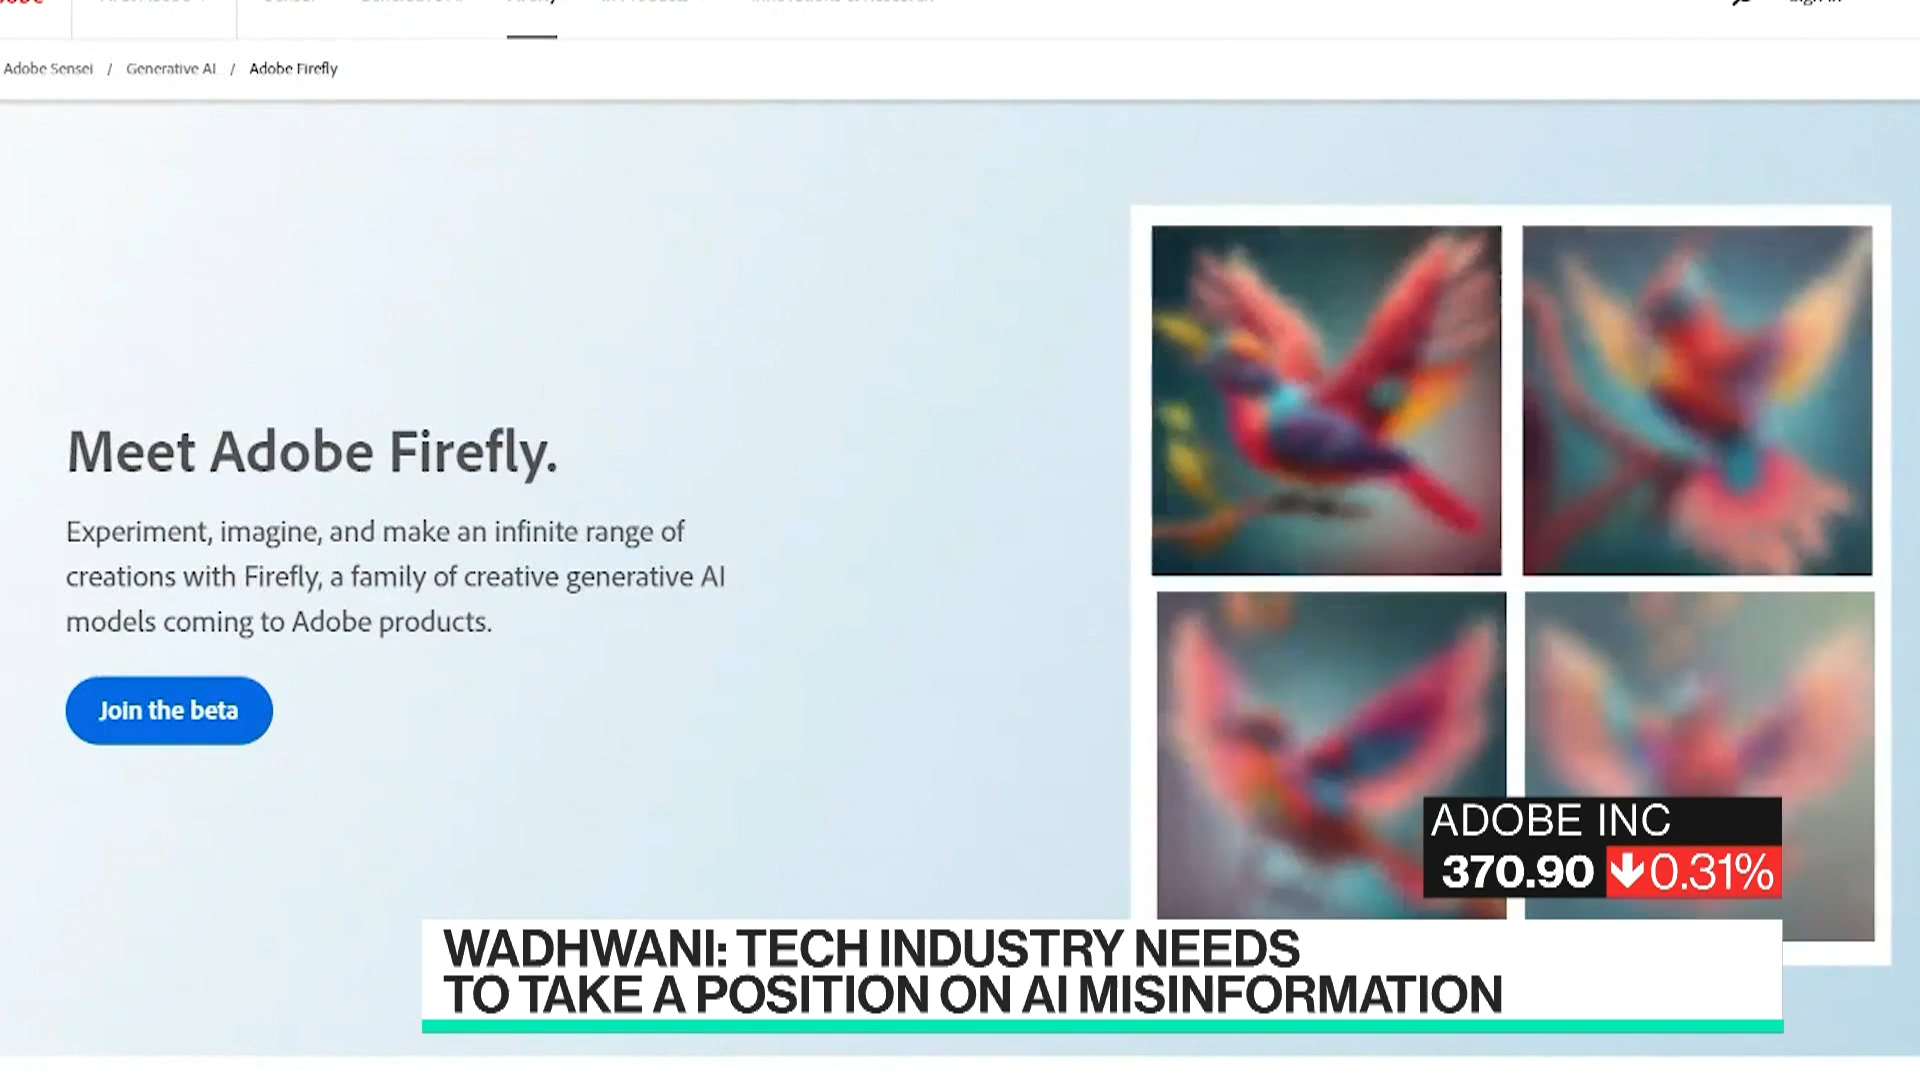 Adobe Sensei / Generative AI / Adobe Firefly
Meet Adobe Firefly.
Experiment, imagine, and make an infinite range of
creations with Firefly, a family of creative generative AI
models coming to Adobe products.
Join the beta
ADOBE INC
370.90 ↓0.31%
WADHWANI: TECH INDUSTRY NEEDS
TO TAKE A POSITION ON AI MISINFORMATION